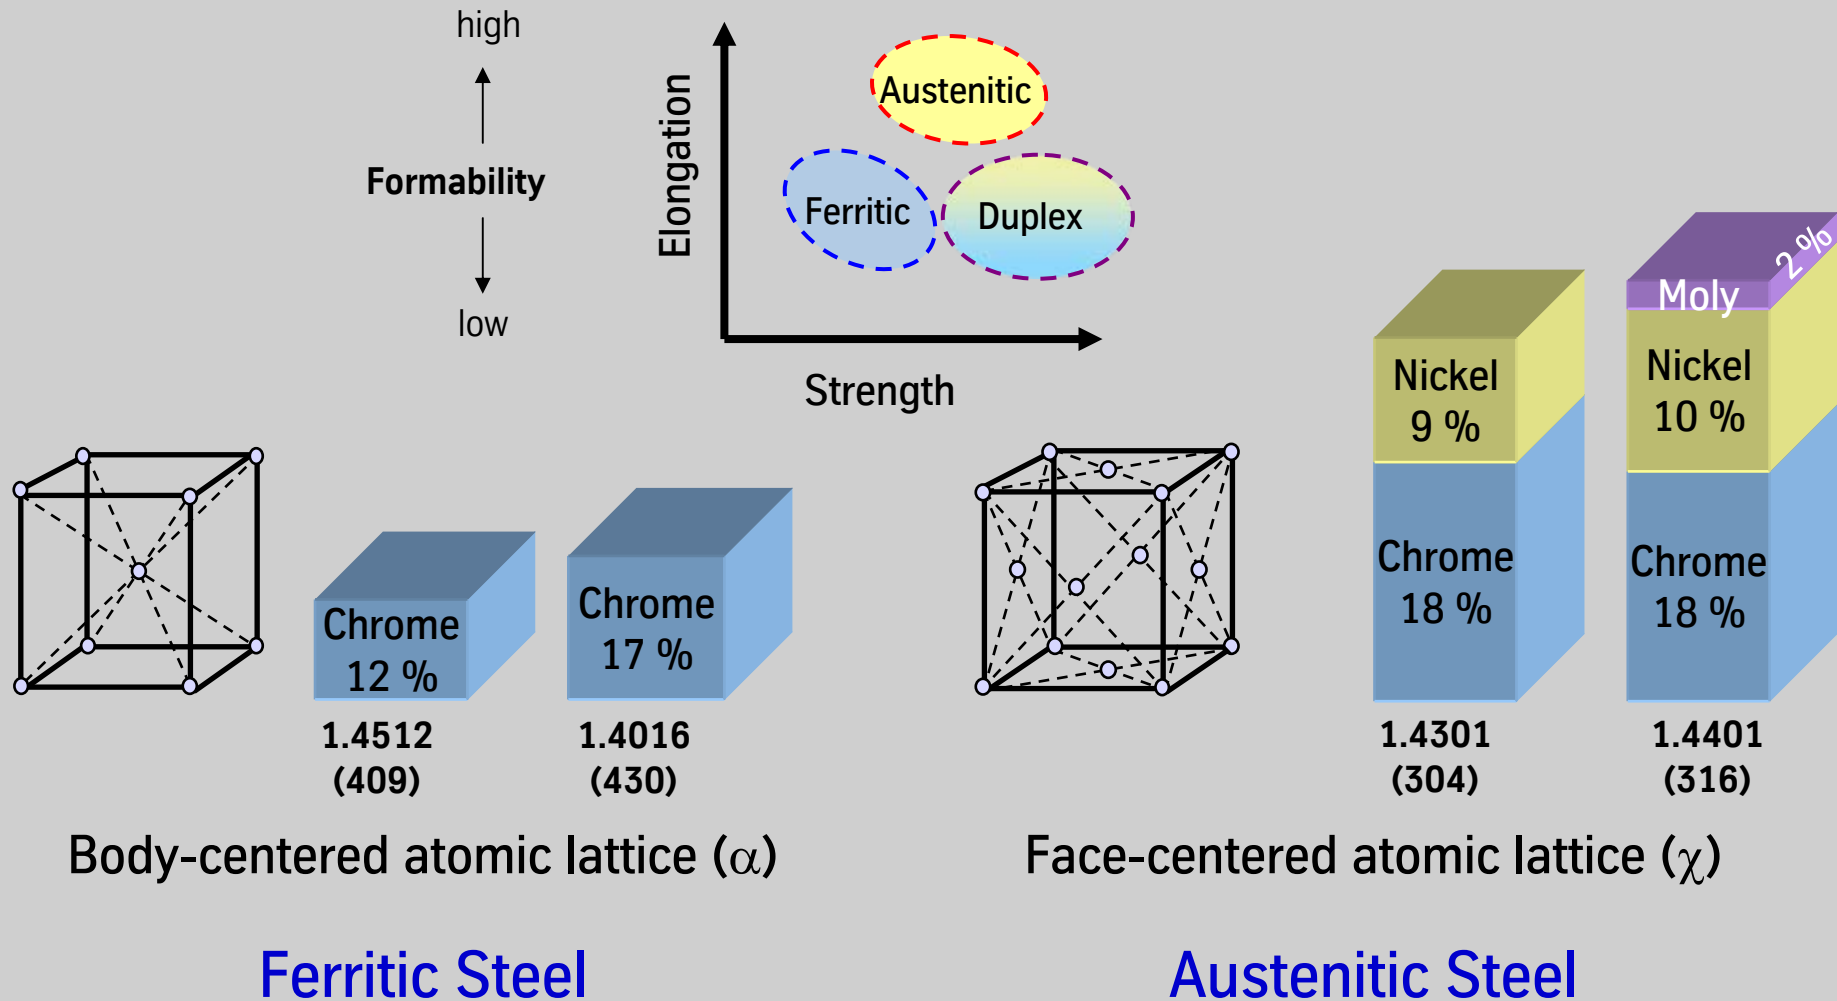 high
Formability
low
Elongation
Austenitic
Ferritic
Duplex
Strength
Chrome
12 %
1.4512
(409)
Chrome
17 %
1.4016
(430)
Nickel
9 %
Chrome
18 %
1.4301
(304)
2 %
Moly
Nickel
10 %
Chrome
18 %
1.4401
(316)
Body-centered atomic lattice (α)
Face-centered atomic lattice (χ)
Ferritic Steel
Austenitic Steel